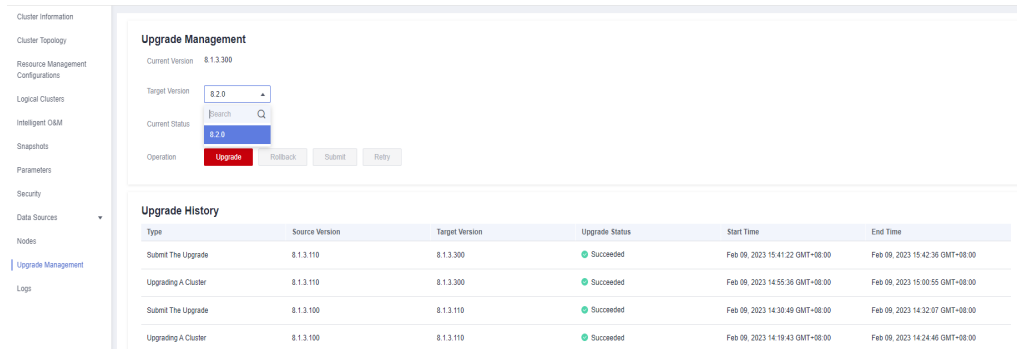 Cluster Information
Cluster Topology
Resource Management
Configurations
Logical Clusters
Intelligent O&M
Snapshots
Parameters
Security
Data Sources
Nodes
Upgrade Management
Logs
Upgrade Management
Current Version 8.1.3.300
Target Version 8.2.0
Search
8.2.0
Current Status
Operation Upgrade Rollback Submit Retry
Upgrade History
Type Source Version Target Version Upgrade Status Start Time End Time
Submit The Upgrade 8.1.3.110 8.1.3.300 Succeeded Feb 09, 2023 15:41:22 GMT+08:00 Feb 09, 2023 15:42:36 GMT+08:00
Upgrading A Cluster 8.1.3.110 8.1.3.300 Succeeded Feb 09, 2023 14:55:36 GMT+08:00 Feb 09, 2023 15:00:55 GMT+08:00
Submit The Upgrade 8.1.3.100 8.1.3.110 Succeeded Feb 09, 2023 14:30:49 GMT+08:00 Feb 09, 2023 14:32:07 GMT+08:00
Upgrading A Cluster 8.1.3.100 8.1.3.110 Succeeded Feb 09, 2023 14:19:43 GMT+08:00 Feb 09, 2023 14:24:46 GMT+08:00